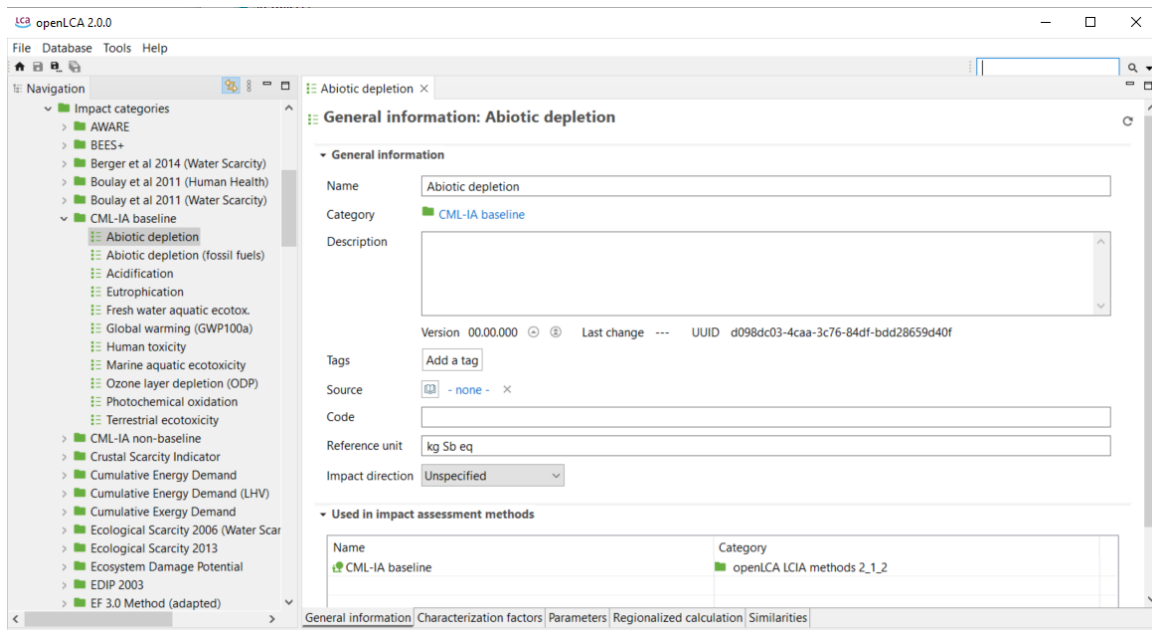 LCa openLCA 2.0.0
File Database Tools Help
Navigation
Impact categories
AWARE
BEES+
Berger et al 2014 (Water Scarcity)
Boulay et al 2011 (Human Health)
Boulay et al 2011 (Water Scarcity)
CML-IA baseline
Abiotic depletion
Abiotic depletion (fossil fuels)
Acidification
Eutrophication
Fresh water aquatic ecotox.
Global warming (GWP100a)
Human toxicity
Marine aquatic ecotoxicity
Ozone layer depletion (ODP)
Photochemical oxidation
Terrestrial ecotoxicity
CML-IA non-baseline
Crustal Scarcity Indicator
Cumulative Energy Demand
Cumulative Energy Demand (LHV)
Cumulative Exergy Demand
Ecological Scarcity 2006 (Water Scar
Ecological Scarcity 2013
Ecosystem Damage Potential
EDIP 2003
EF 3.0 Method (adapted)
Abiotic depletion
General information: Abiotic depletion
General information
Name Abiotic depletion
Category CML-IA baseline
Description
Version 00.00.000 Last change --- UUID d098dc03-4caa-3c76-84df-bdd28659d40f
Tags Add a tag
Source - none -
Code
Reference unit kg Sb eq
Impact direction Unspecified
Used in impact assessment methods
Name Category
CML-IA baseline openLCA LCIA methods 2_1_2
General information Characterization factors Parameters Regionalized calculation Similarities